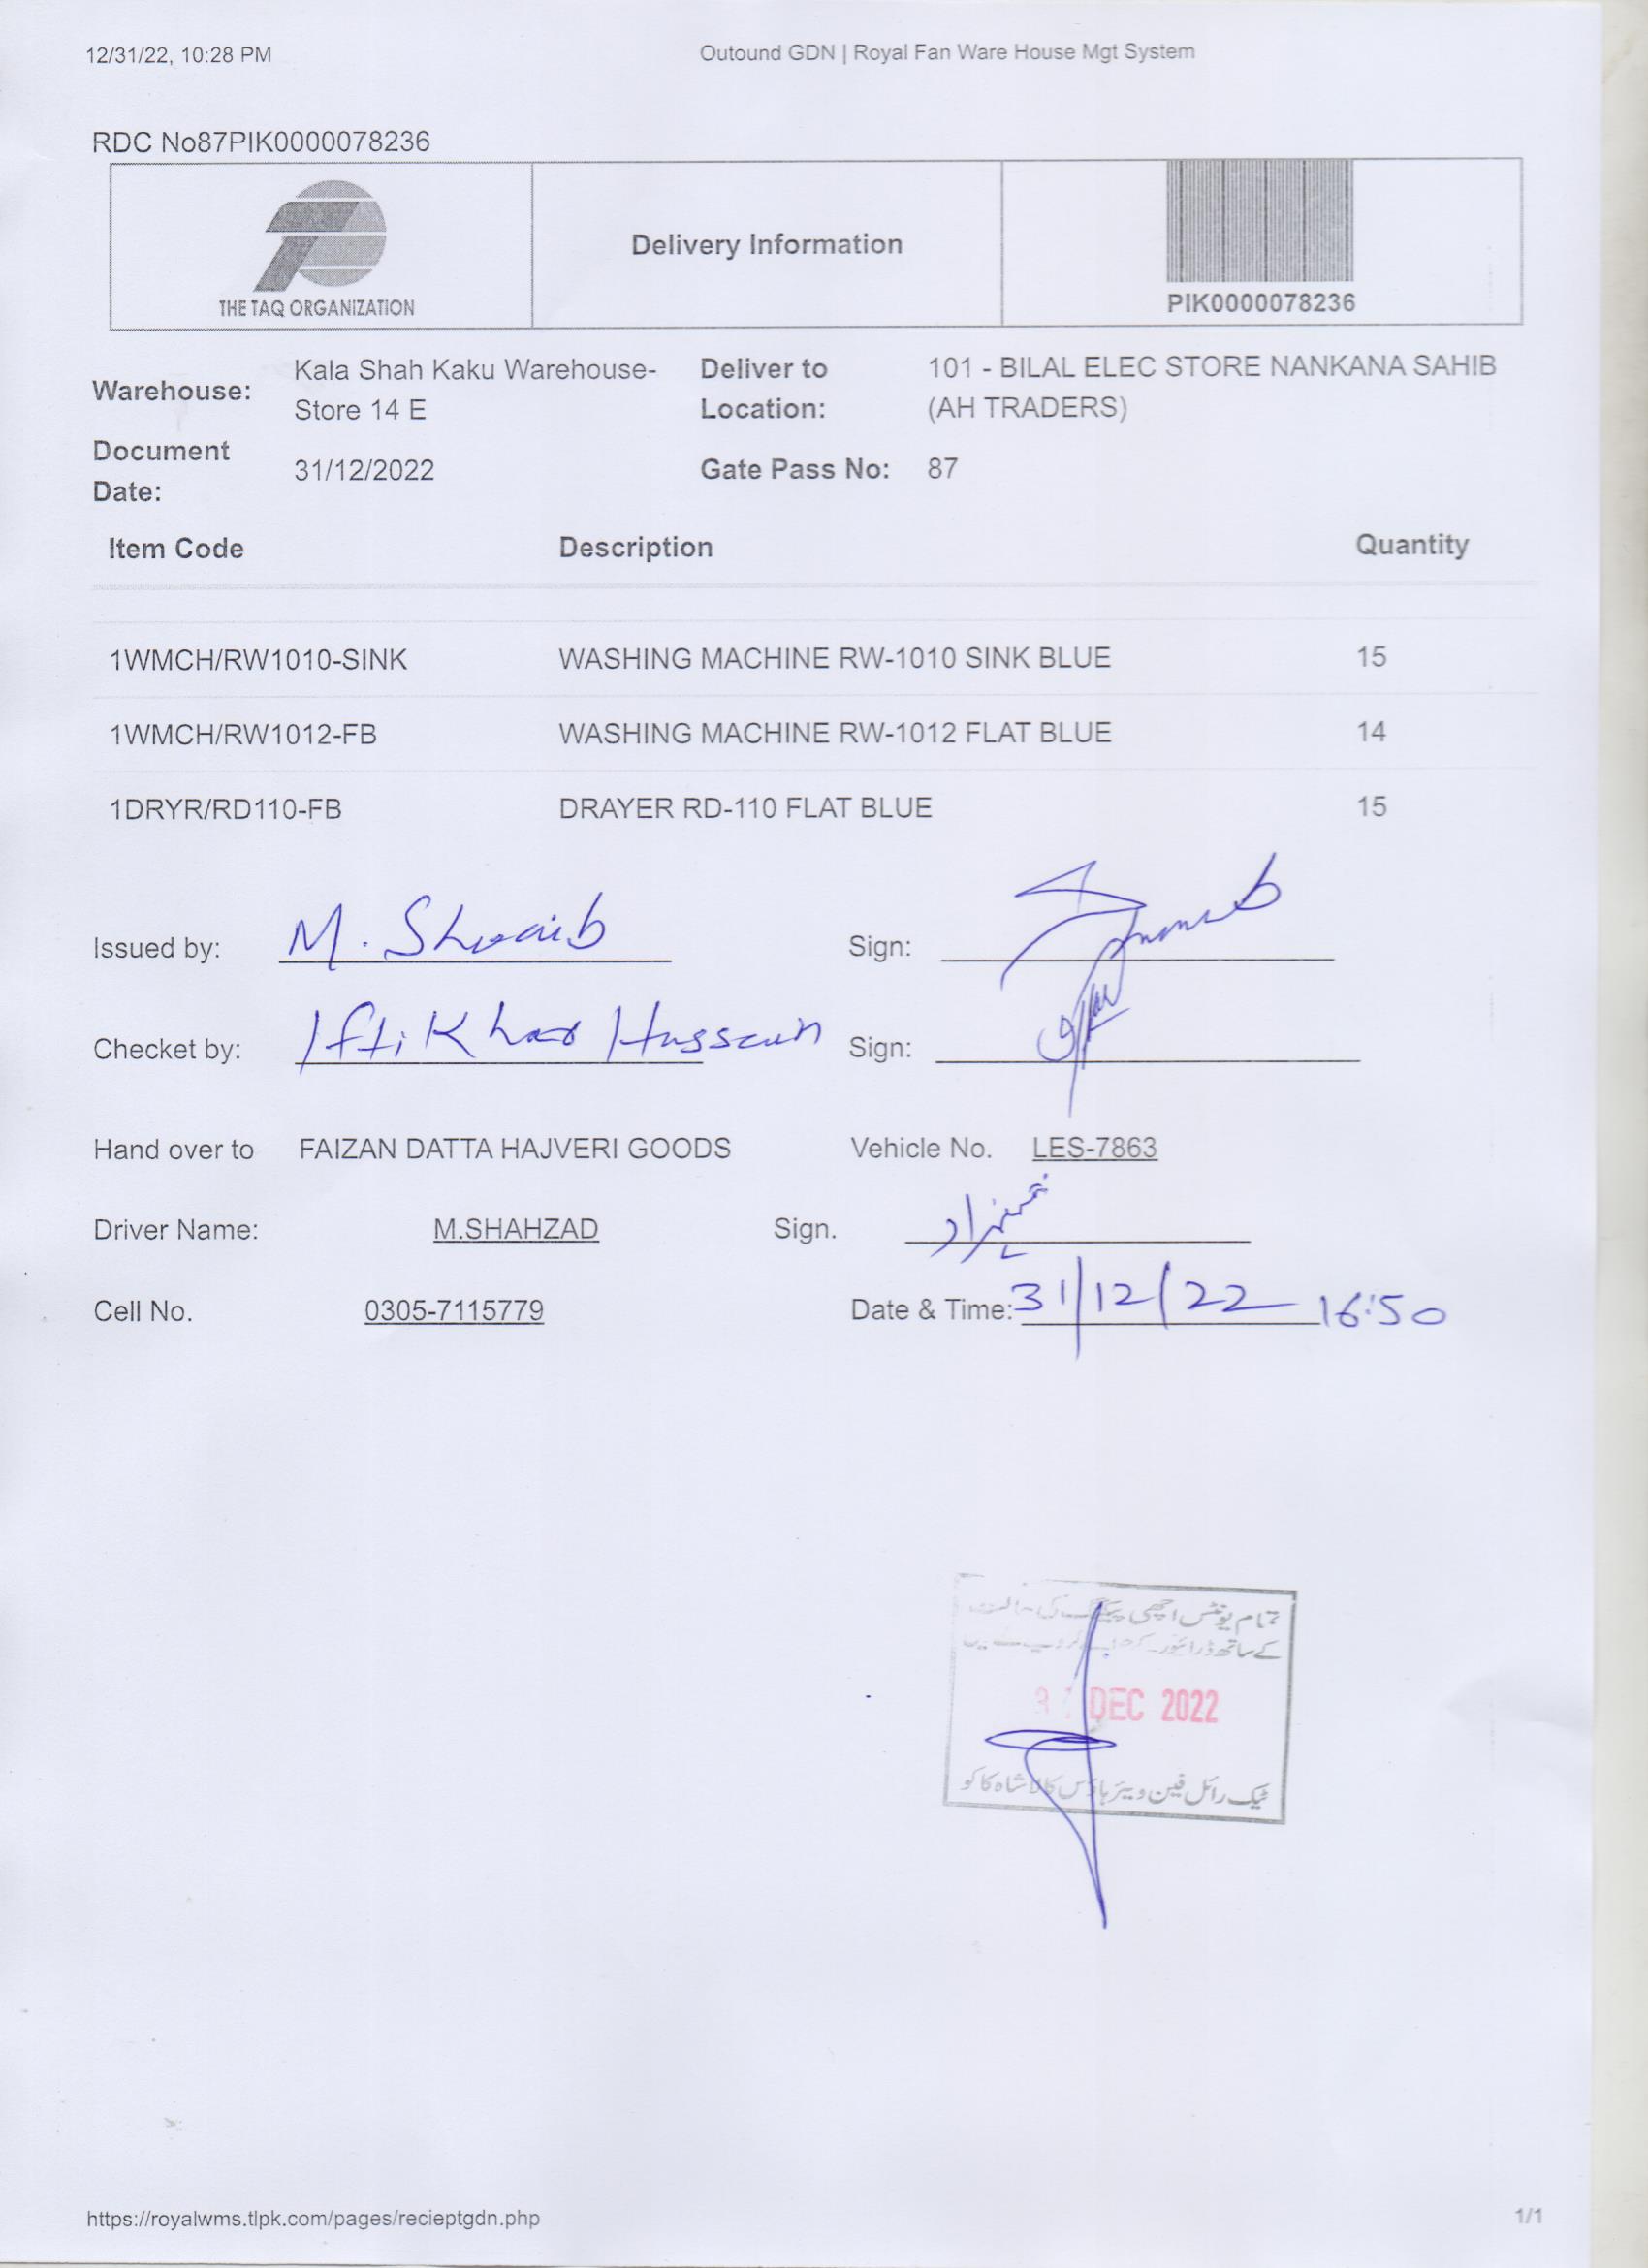 12/31/22, 10:28 PM Outound GDN | Royal Fan Ware House Mgt System
RDC No87PIK0000078236
THE TAQ ORGANIZATION
Delivery Information
PIK0000078236
Warehouse: Kala Shah Kaku Warehouse-
Store 14 E
Deliver to
Location:
101 - BILAL ELEC STORE NANKANA SAHIB
(AH TRADERS)
Document
Date:
31/12/2022
Gate Pass No: 87
Item Code Description Quantity
1WMCH/RW1010-SINK WASHING MACHINE RW-1010 SINK BLUE 15
1WMCH/RW1012-FB WASHING MACHINE RW-1012 FLAT BLUE 14
1DRYR/RD110-FB DRAYER RD-110 FLAT BLUE 15
Issued by: M. Shoaib Sign:
Checket by: Iftikhar Hussain Sign:
Hand over to FAIZAN DATTA HAJVERI GOODS Vehicle No. LES-7863
Driver Name: M.SHAHZAD Sign. شہزاد
Cell No. 0305-7115779 Date & Time: 31/12/22 16:50
تمام یونٹس اچھی پیکنگ کی حالت
کے ساتھ ڈرائیور کے
DEC 2022
ٹیک رائل فین ویئر ہاؤس کالا شاہ کاکو
https://royalwms.tlpk.com/pages/recieptgdn.php 1/1